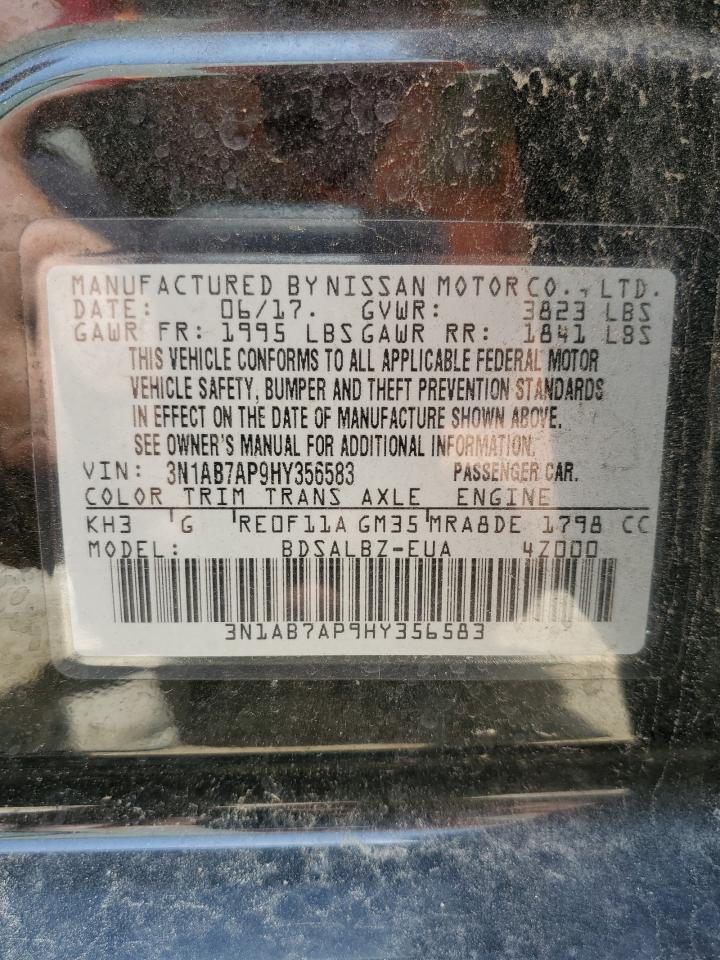 MANUFACTURED BY NISSAN MOTOR CO., LTD.
DATE: 06/17. GVWR: 3823 LBS
GAWR FR: 1995 LBS GAWR RR: 1841 LBS
THIS VEHICLE CONFORMS TO ALL APPLICABLE FEDERAL MOTOR
VEHICLE SAFETY, BUMPER AND THEFT PREVENTION STANDARDS
IN EFFECT ON THE DATE OF MANUFACTURE SHOWN ABOVE.
SEE OWNER'S MANUAL FOR ADDITIONAL INFORMATION.
VIN: 3N1AB7AP9HY356583 PASSENGER CAR.
COLOR TRIM TRANS AXLE ENGINE
KH3 G RE0F11A GM35 MRA8DE 1798 CC
MODEL: BDSALBZ-EUA 4Z000
3N1AB7AP9HY356583